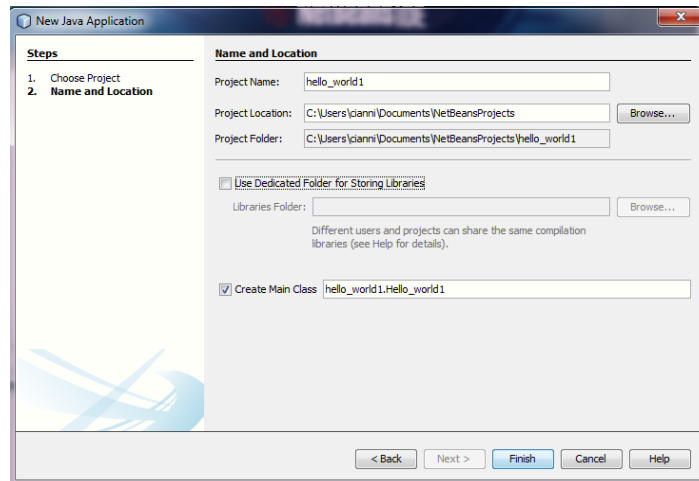 New Java Application
Steps
1. Choose Project
2. Name and Location
Name and Location
Project Name: hello_world1
Project Location: C:\Users\cianni\Documents\NetBeansProjects Browse...
Project Folder: C:\Users\cianni\Documents\NetBeansProjects\hello_world1
Use Dedicated Folder for Storing Libraries
Libraries Folder: Browse...
Different users and projects can share the same compilation
libraries (see Help for details).
Create Main Class hello_world1.Hello_world1
< Back Next > Finish Cancel Help